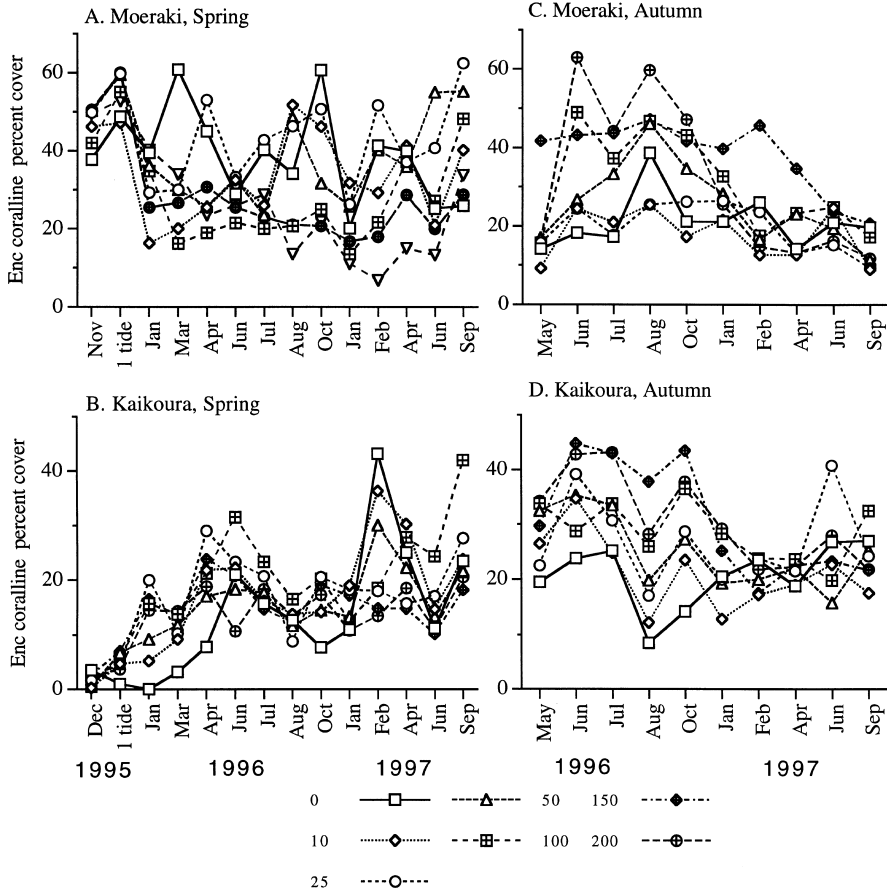 A. Moeraki, Spring
Enc coralline percent cover
60
40
20
0
Nov 1 tide Jan Mar Apr Jun Jul Aug Oct Jan Feb Apr Jun Sep
C. Moeraki, Autumn
60
40
20
0
May Jun Jul Aug Oct Jan Feb Apr Jun Sep
B. Kaikoura, Spring
Enc coralline percent cover
40
20
0
Dec 1 tide Jan Mar Apr Jun Jul Aug Oct Jan Feb Apr Jun Sep
1995 1996 1997
D. Kaikoura, Autumn
40
20
0
May Jun Jul Aug Oct Jan Feb Apr Jun Sep
1996 1997
0 50 150
10 100 200
25